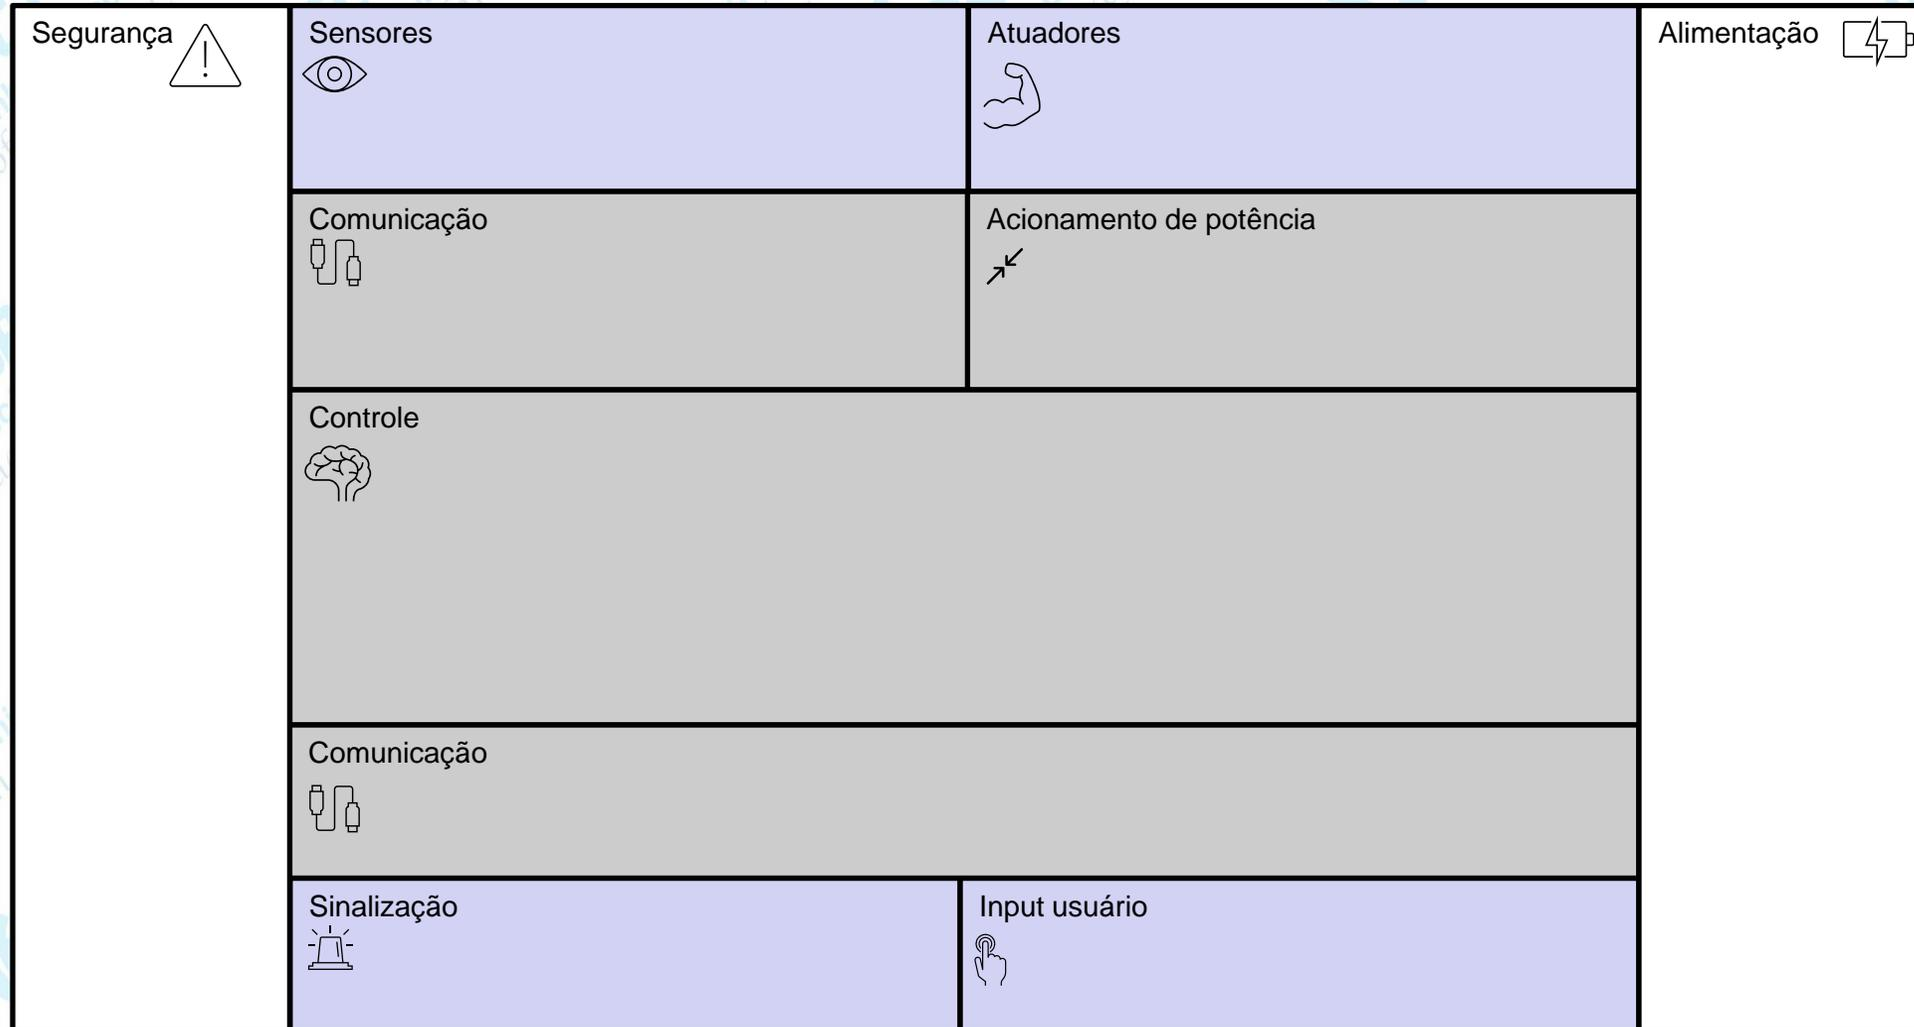 Segurança
Sensores
Atuadores
Alimentação
Comunicação
Acionamento de potência
Controle
Comunicação
Sinalização
Input usuário